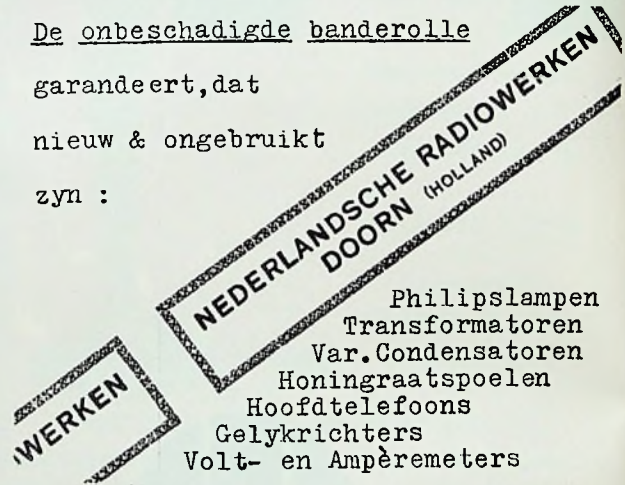 De onbeschadigde banderolle
garandeert,dat
nieuw & ongebruikt
zyn :
NEDERLANDSCHE RADIOWERKEN
DOORN (HOLLAND)
WERKEN
Philipslampen
Transformatoren
Var.Condensatoren
Honingraatspoelen
Hoofdtelefoons
Gelykrichters
Volt- en Ampèremeters